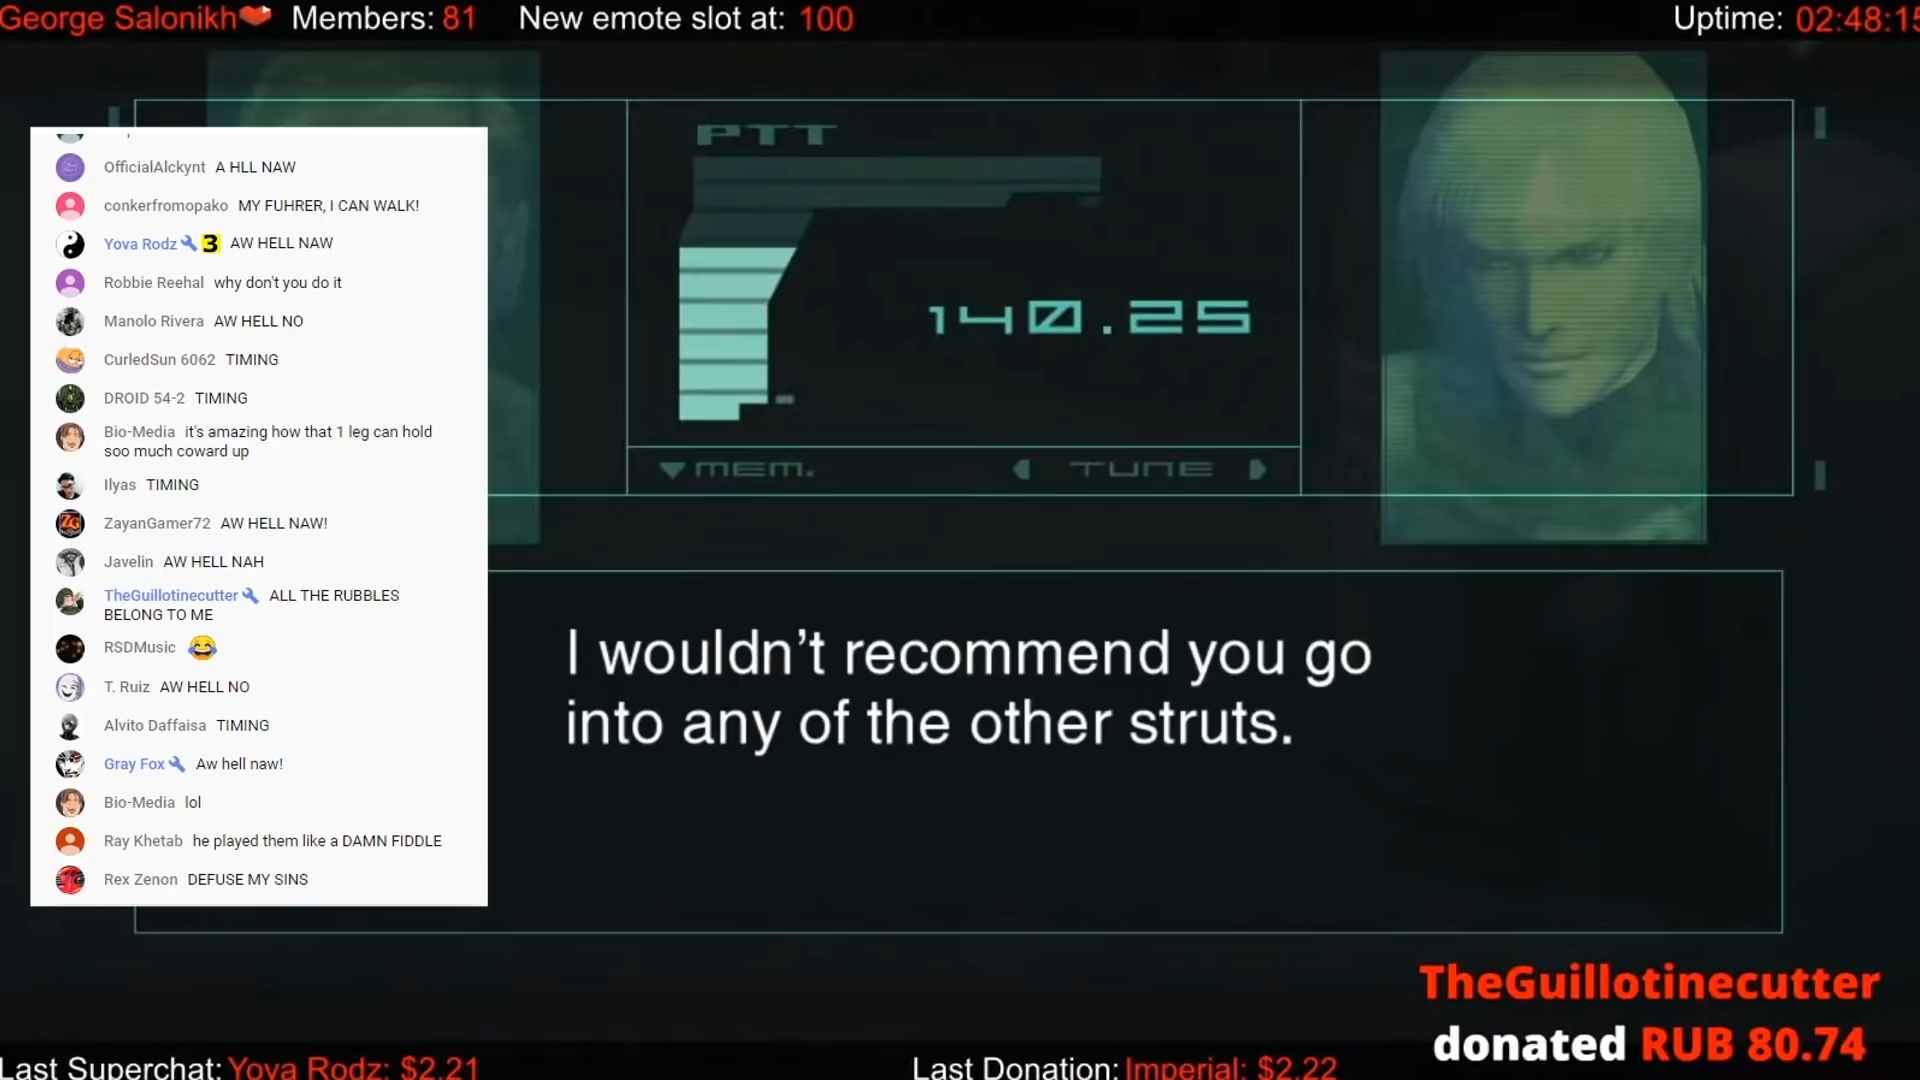 George Salonikh Members: 81 New emote slot at: 100 Uptime: 02:48:15
OfficialAlckynt A HLL NAW
conkerfromopako MY FUHRER, I CAN WALK!
Yova Rodz 3 AW HELL NAW
Robbie Reehal why don't you do it
Manolo Rivera AW HELL NO
CurledSun 6062 TIMING
DROID 54-2 TIMING
Bio-Media it's amazing how that 1 leg can hold
soo much coward up
Ilyas TIMING
ZayanGamer72 AW HELL NAW!
Javelin AW HELL NAH
TheGuillotinecutter ALL THE RUBBLES
BELONG TO ME
RSDMusic 😂
T. Ruiz AW HELL NO
Alvito Daffaisa TIMING
Gray Fox Aw hell naw!
Bio-Media lol
Ray Khetab he played them like a DAMN FIDDLE
Rex Zenon DEFUSE MY SINS
PTT
140.25
MEM. TUNE
I wouldn't recommend you go
into any of the other struts.
TheGuillotinecutter
donated RUB 80.74
Last Superchat: Yova Rodz: $2.21 Last Donation: Imperial: $2.22